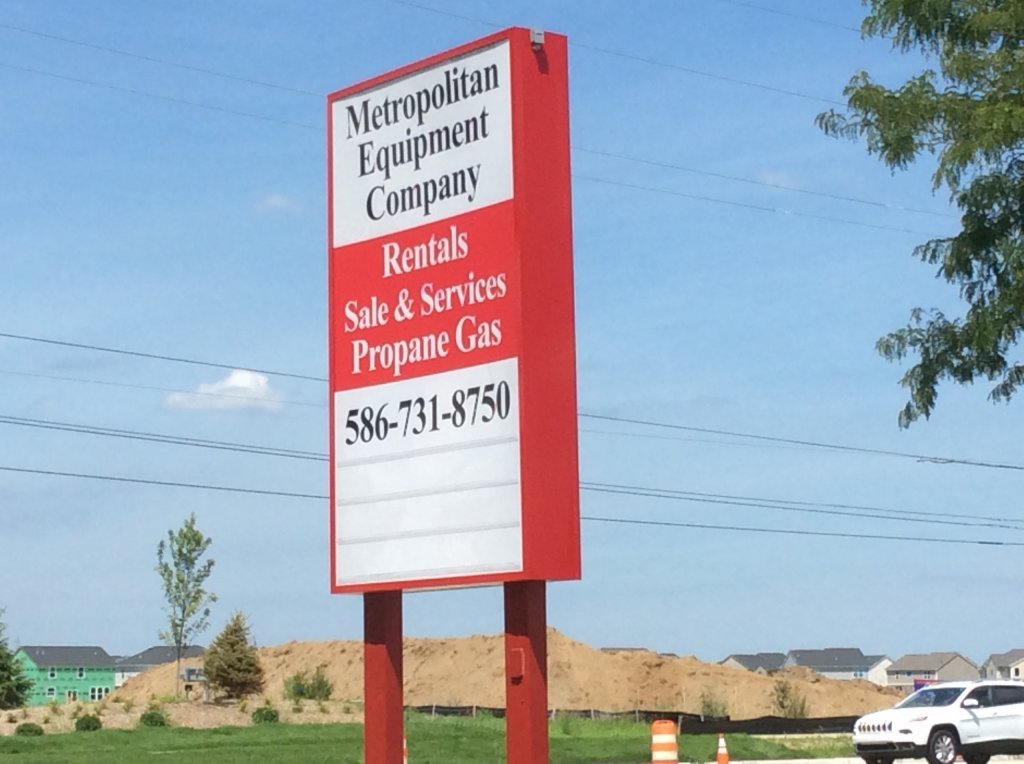 Metropolitan
Equipment
Company
Rentals
Sale & Services
Propane Gas
586-731-8750